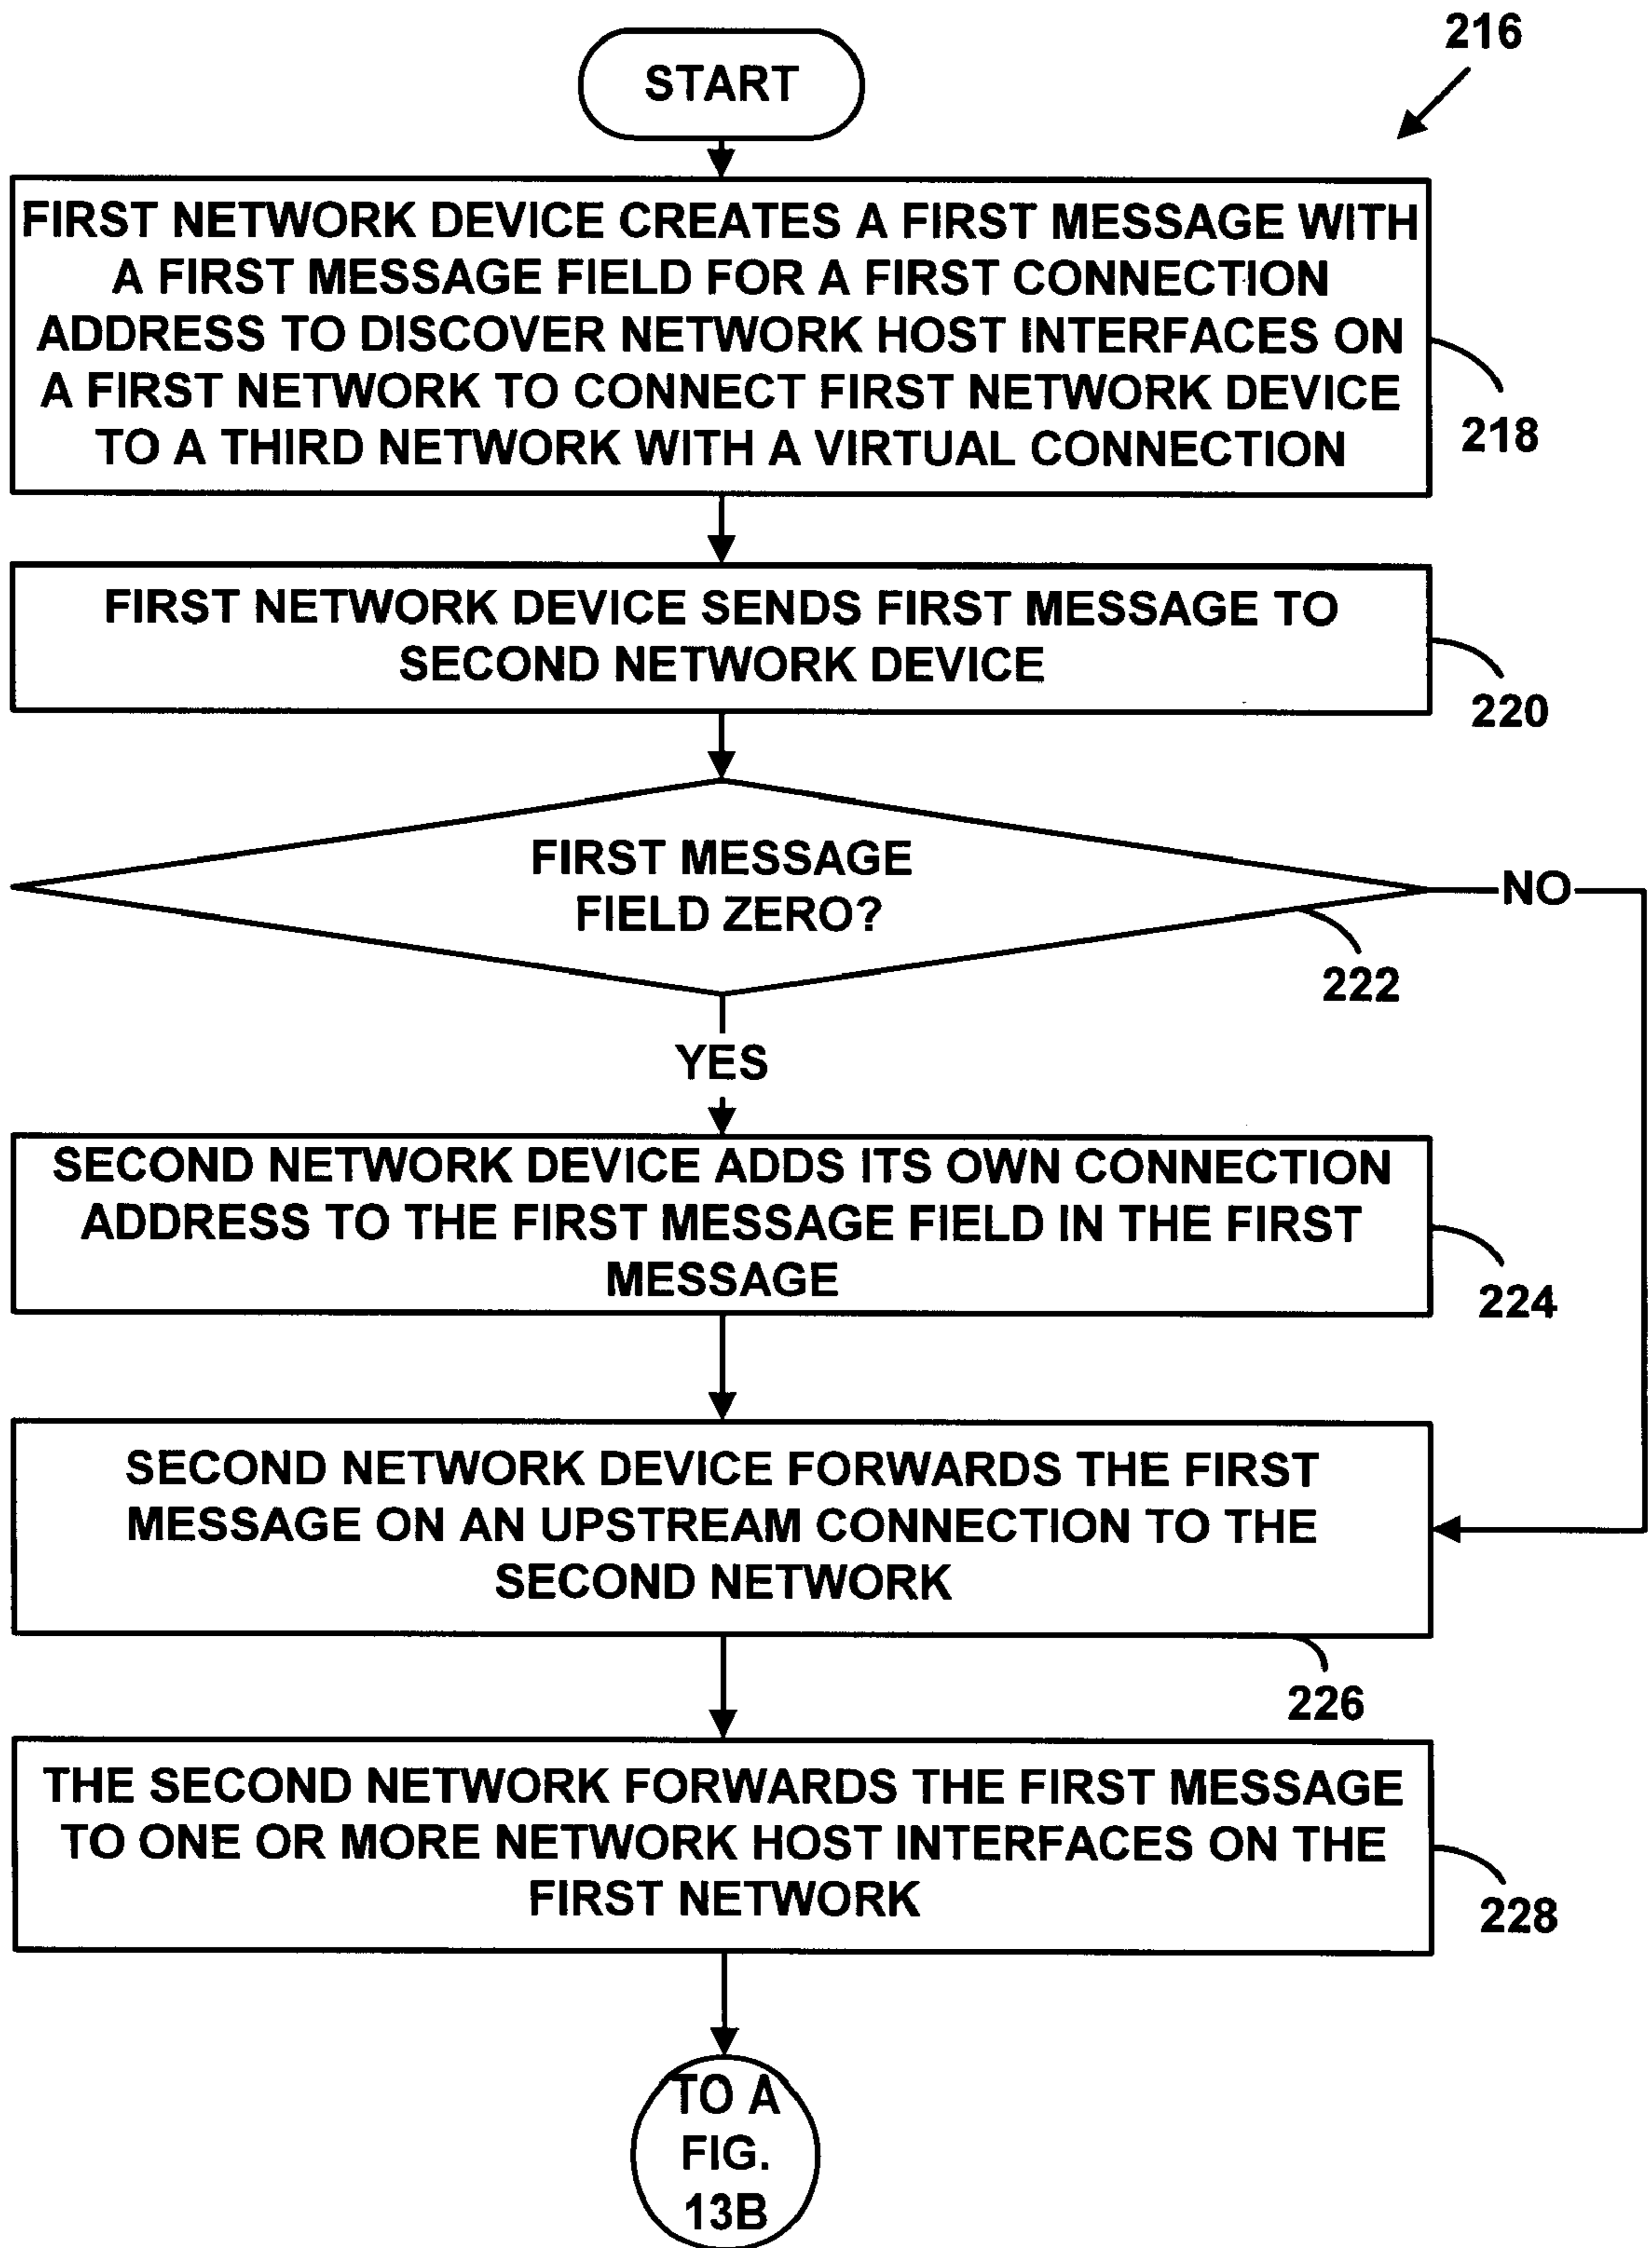 216
START
FIRST NETWORK DEVICE CREATES A FIRST MESSAGE WITH
A FIRST MESSAGE FIELD FOR A FIRST CONNECTION
ADDRESS TO DISCOVER NETWORK HOST INTERFACES ON
A FIRST NETWORK TO CONNECT FIRST NETWORK DEVICE
TO A THIRD NETWORK WITH A VIRTUAL CONNECTION
218
FIRST NETWORK DEVICE SENDS FIRST MESSAGE TO
SECOND NETWORK DEVICE
220
FIRST MESSAGE
FIELD ZERO?
NO
222
YES
SECOND NETWORK DEVICE ADDS ITS OWN CONNECTION
ADDRESS TO THE FIRST MESSAGE FIELD IN THE FIRST
MESSAGE
224
SECOND NETWORK DEVICE FORWARDS THE FIRST
MESSAGE ON AN UPSTREAM CONNECTION TO THE
SECOND NETWORK
226
THE SECOND NETWORK FORWARDS THE FIRST MESSAGE
TO ONE OR MORE NETWORK HOST INTERFACES ON THE
FIRST NETWORK
228
TO A
FIG.
13B